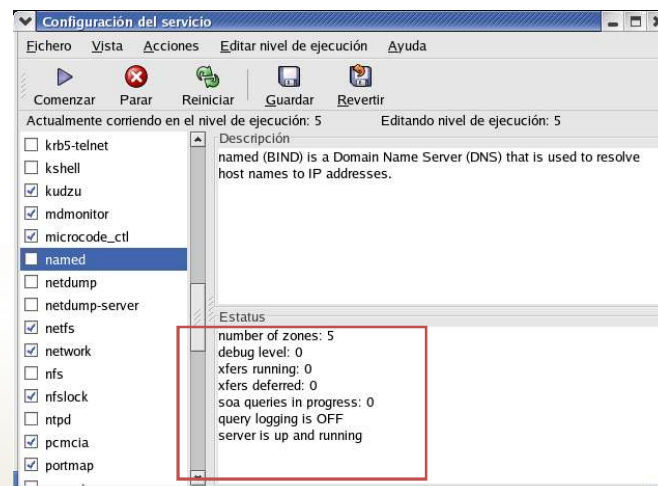 Configuración del servicio
Fichero Vista Acciones Editar nivel de ejecución Ayuda
Comenzar Parar Reiniciar Guardar Revertir
Actualmente corriendo en el nivel de ejecución: 5 Editando nivel de ejecución: 5
krb5-telnet
kshell
kudzu
mdmonitor
microcode_ctl
named
netdump
netdump-server
netfs
network
nfs
nfslock
ntpd
pcmcia
portmap
Descripción
named (BIND) is a Domain Name Server (DNS) that is used to resolve
host names to IP addresses.
Estatus
number of zones: 5
debug level: 0
xfers running: 0
xfers deferred: 0
soa queries in progress: 0
query logging is OFF
server is up and running